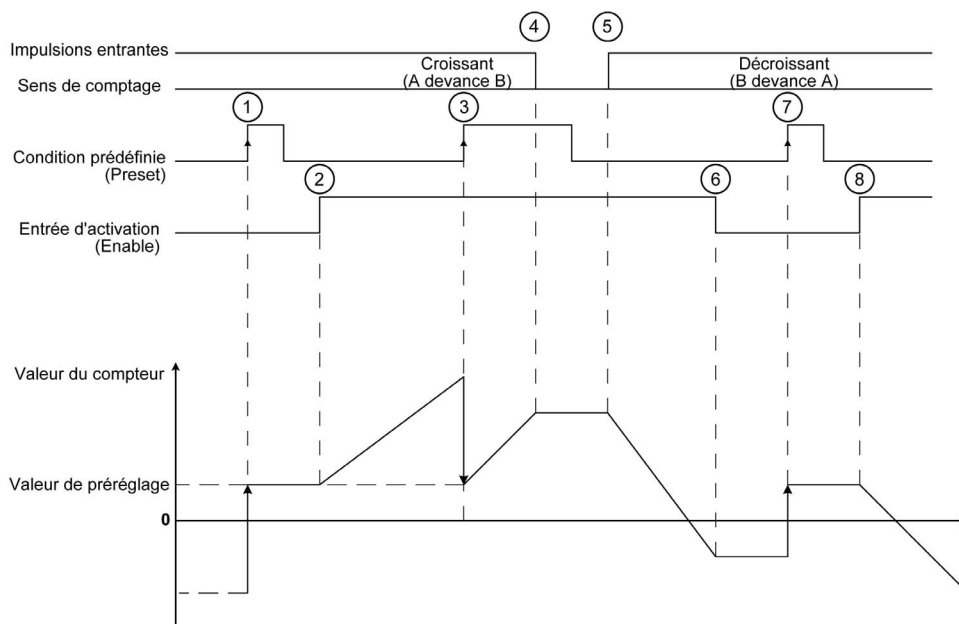 4
5
Impulsions entrantes
Croissant
(A devance B)
Décroissant
(B devance A)
Sens de comptage
1
3
7
Condition prédéfinie
(Preset)
2
6
8
Entrée d'activation
(Enable)
Valeur du compteur
Valeur de préréglage
0